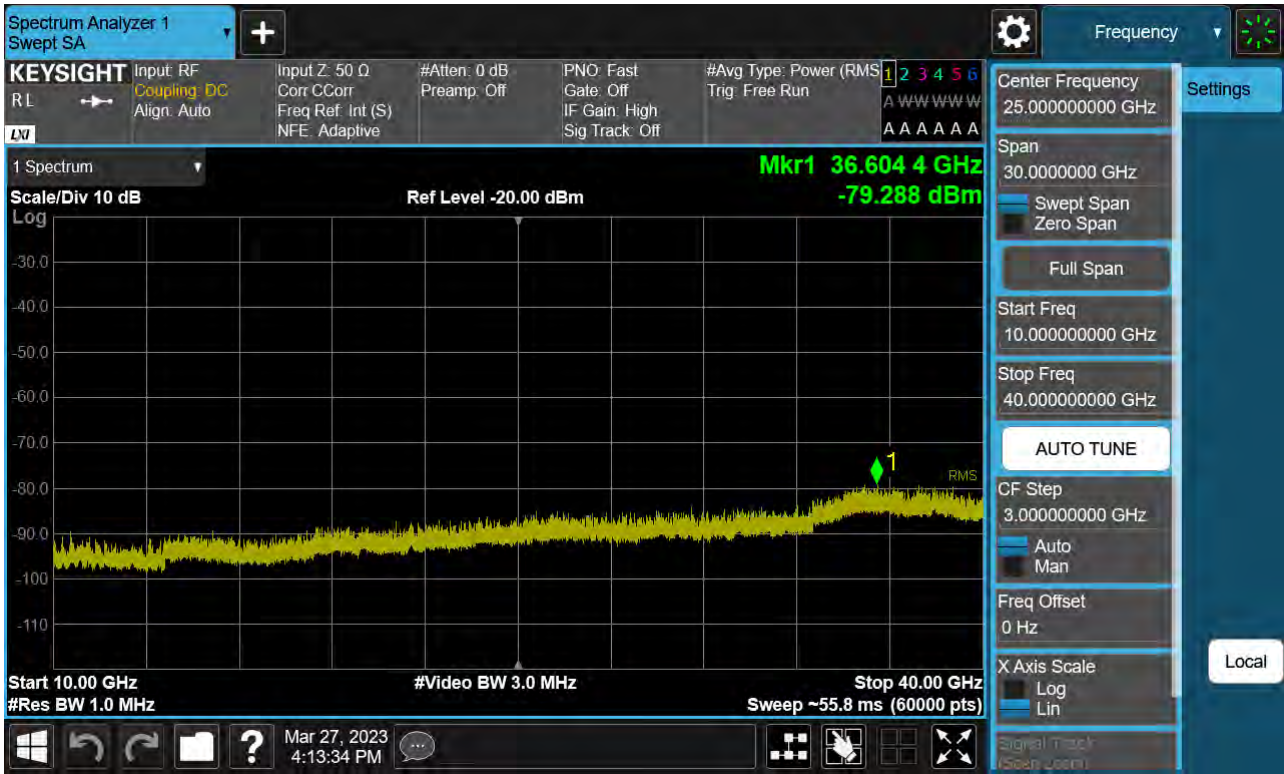 Spectrum Analyzer 1
Swept SA
Frequency
KEYSIGHT
RL
LXI
Input: RF
Coupling: DC
Align: Auto
Input Z: 50 Ω
Corr CCorr
Freq Ref: Int (S)
NFE: Adaptive
#Atten: 0 dB
Preamp: Off
PNO: Fast
Gate: Off
IF Gain: High
Sig Track: Off
#Avg Type: Power (RMS
Trig: Free Run
1 2 3 4 5 6
A W W W W W
A A A A A A
1 Spectrum
Mkr1 36.604 4 GHz
-79.288 dBm
Scale/Div 10 dB
Ref Level -20.00 dBm
Log
-30.0
-40.0
-50.0
-60.0
-70.0
-80.0
-90.0
-100
-110
1
RMS
Start 10.00 GHz
#Video BW 3.0 MHz
Stop 40.00 GHz
#Res BW 1.0 MHz
Sweep ~55.8 ms (60000 pts)
Center Frequency
25.000000000 GHz
Span
30.0000000 GHz
Swept Span
Zero Span
Full Span
Start Freq
10.000000000 GHz
Stop Freq
40.000000000 GHz
AUTO TUNE
CF Step
3.000000000 GHz
Auto
Man
Freq Offset
0 Hz
X Axis Scale
Log
Lin
Signal Track
(Span Zoom)
Settings
Local
?
Mar 27, 2023
4:13:34 PM